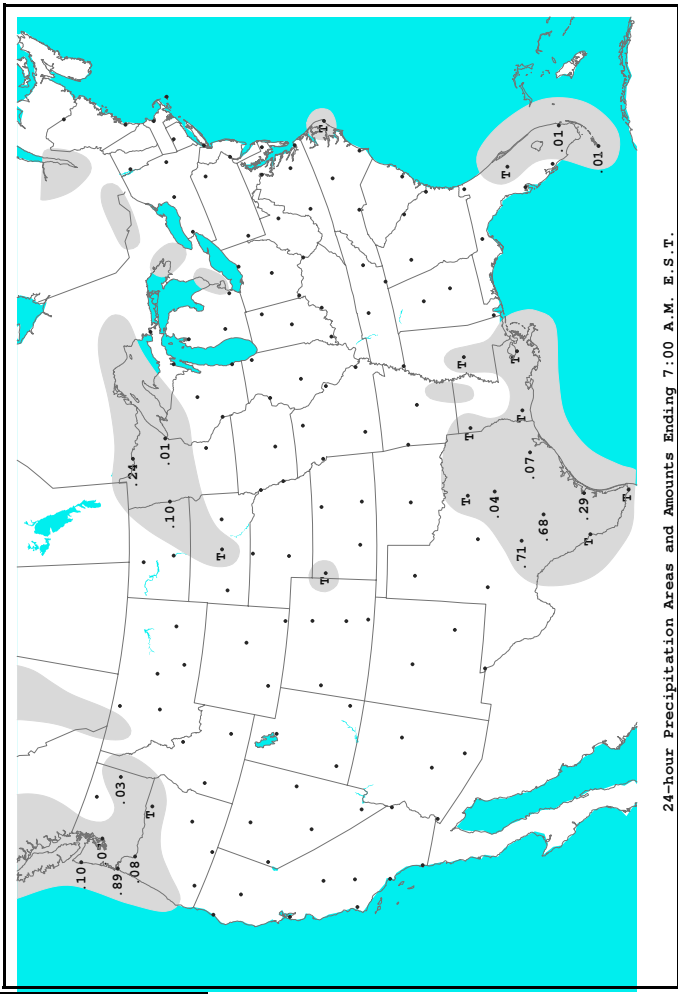 .10
.89
.03
.24
.08
T
.01
.10
T
T
T
T
T
T
.04
T
T
T
.71
.07
.68
.01
.29
T
.01
T
24-hour Precipitation Areas and Amounts Ending 7:00 A.M. E.S.T.